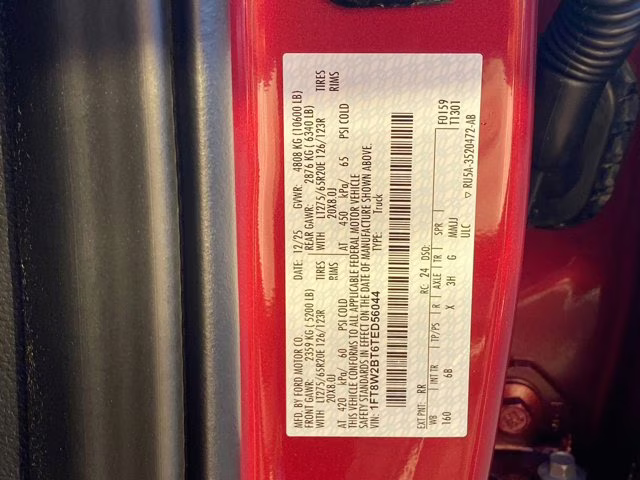 MFD. BY FORD MOTOR CO. DATE: 12/25 GVWR: 4808 KG (10600 LB)
FRONT GAWR: 2359 KG ( 5200 LB) REAR GAWR: 2876 KG ( 6340 LB)
WITH LT275/65R20E 126/123R TIRES WITH LT275/65R20E 126/123R TIRES
20X8.0J RIMS 20X8.0J RIMS
AT 420 kPa/ 60 PSI COLD AT 450 kPa/ 65 PSI COLD
THIS VEHICLE CONFORMS TO ALL APPLICABLE FEDERAL MOTOR VEHICLE
SAFETY STANDARDS IN EFFECT ON THE DATE OF MANUFACTURE SHOWN ABOVE.
VIN: 1FT8W2BT6TED56044 TYPE: Truck
EXT PNT: RR RC: 24 DSO: F0159
WB INT TR TP/PS R AXLE TR SPR T1301
160 6B X 3H G MMJJ
ULC ▽ RU5A-3520472-AB